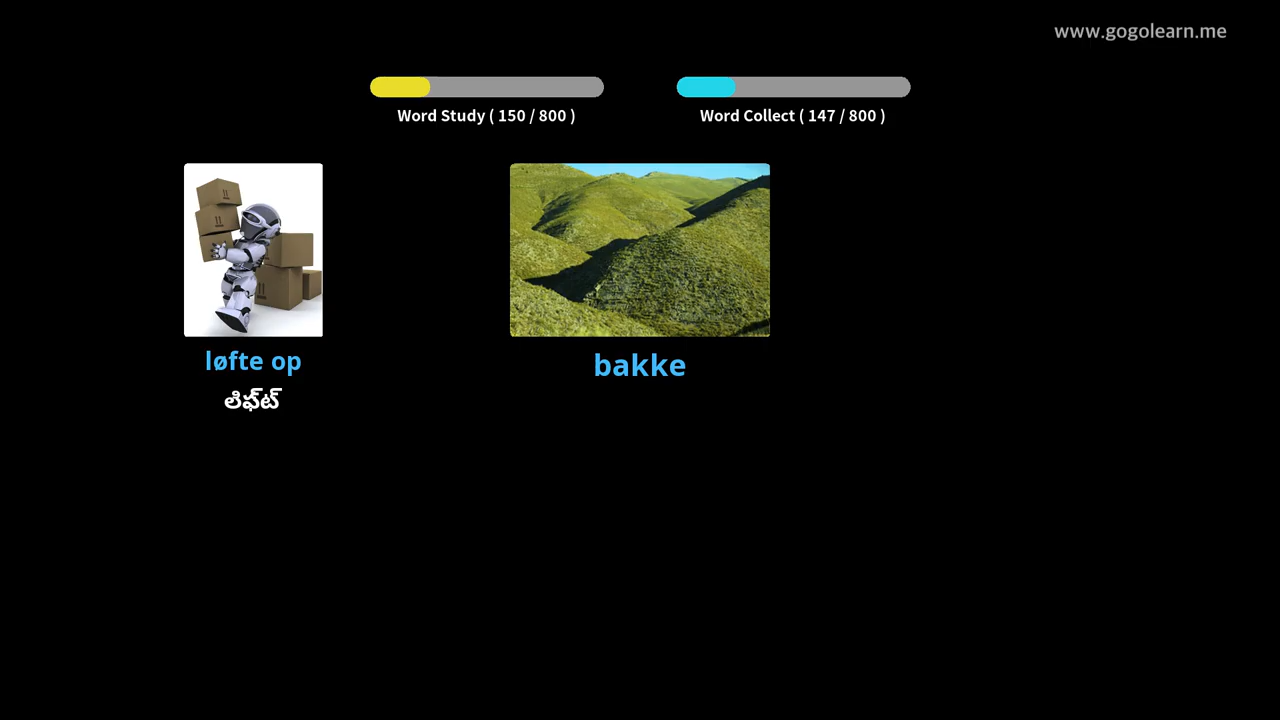 www.gogolearn.me
Word Study ( 150 / 800 )
Word Collect ( 147 / 800 )
løfte op
లిఫ్ట్
bakke